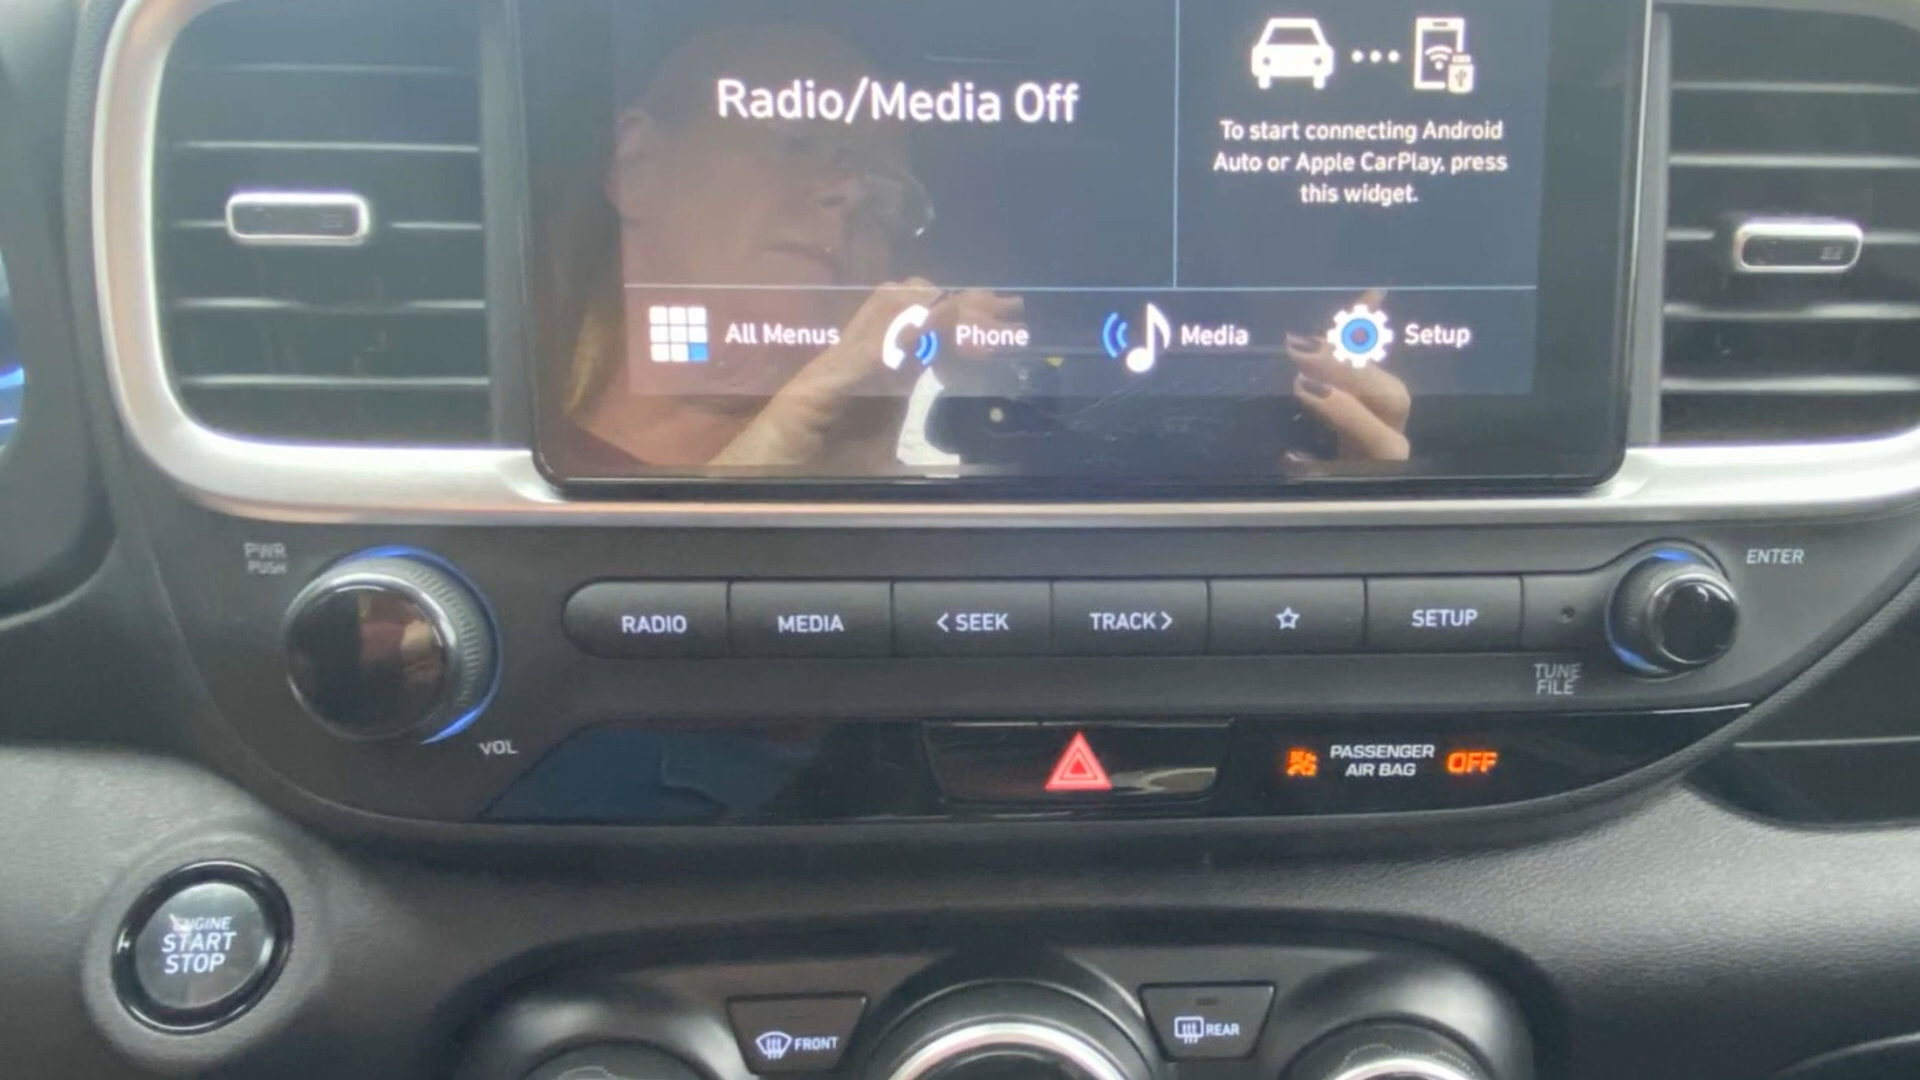 Radio/Media Off
To start connecting Android
Auto or Apple CarPlay, press
this widget.
All Menus
Phone
Media
Setup
PWR
PUSH
VOL
RADIO
MEDIA
< SEEK
TRACK >
SETUP
ENTER
TUNE
FILE
PASSENGER
AIR BAG
OFF
ENGINE
START
STOP
FRONT
REAR